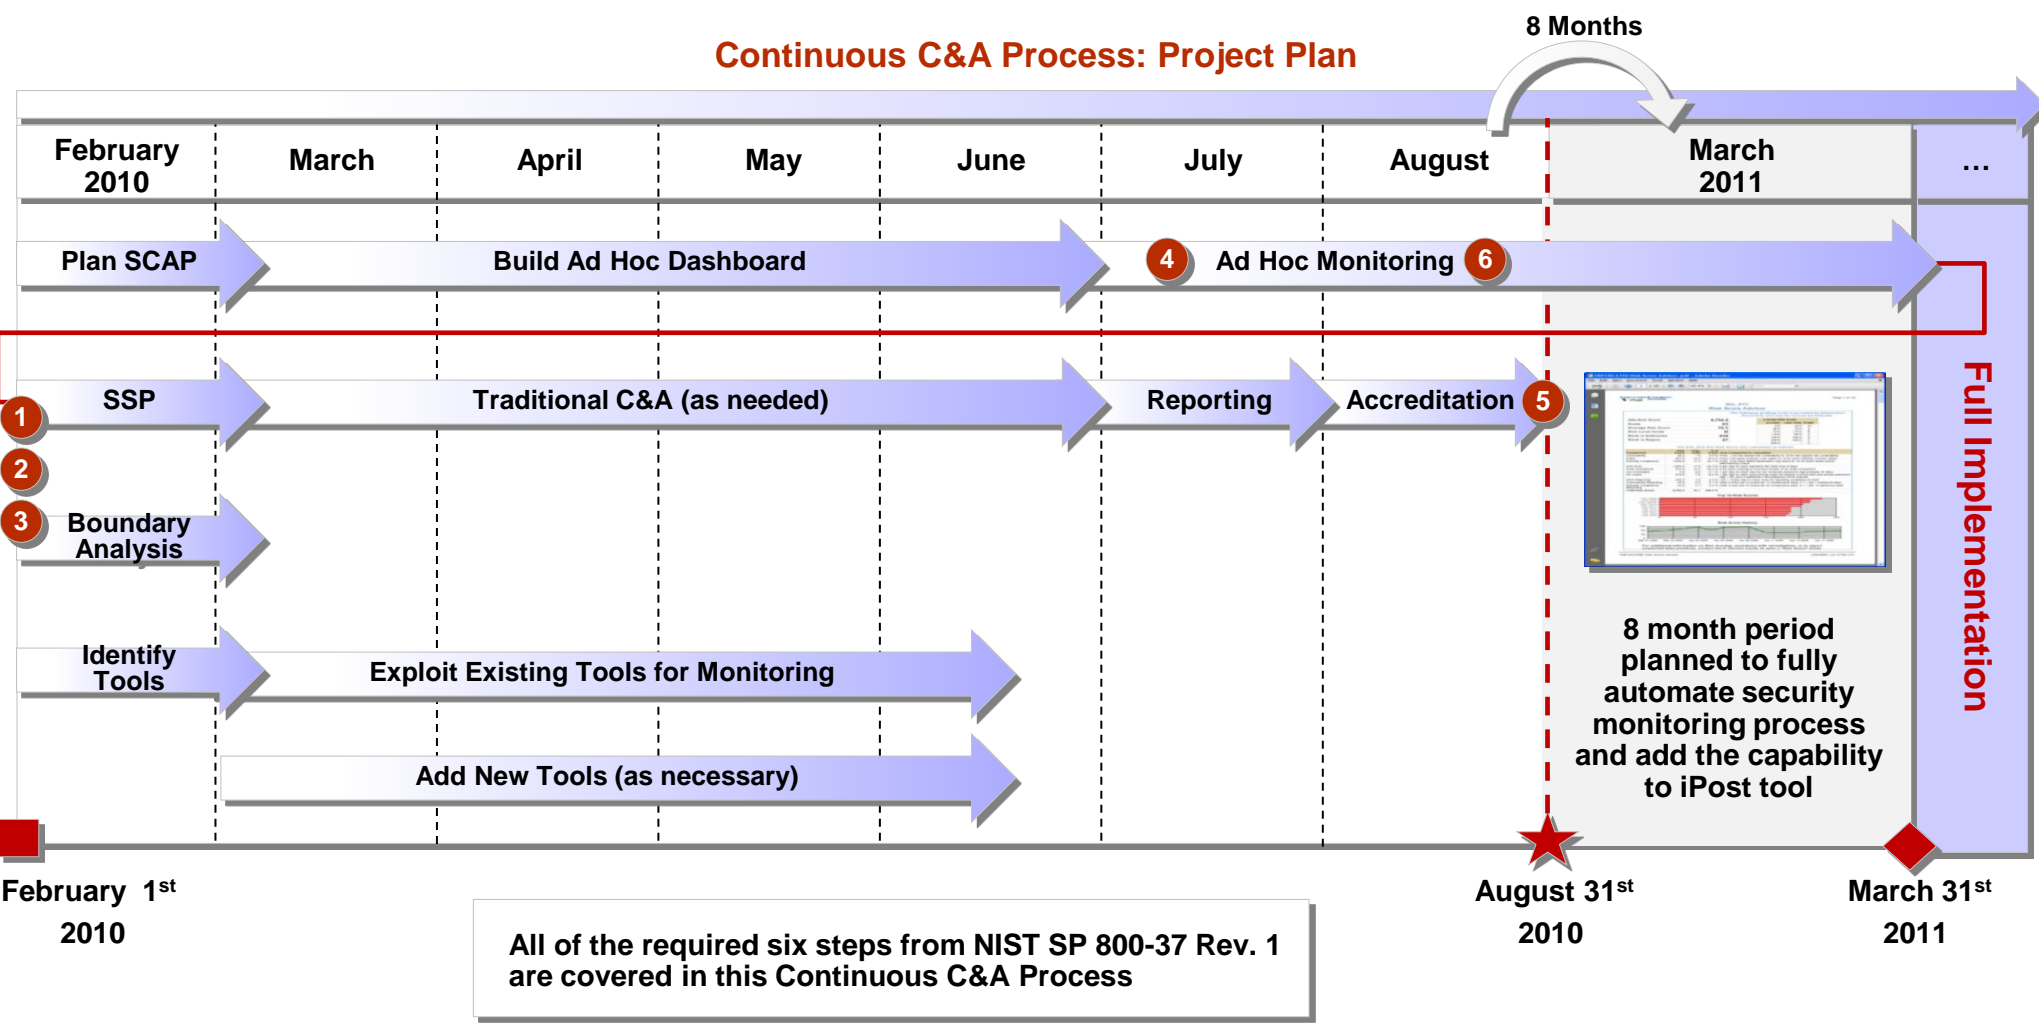 8 Months
Continuous C&A Process: Project Plan
February
2010
March
April
May
June
July
August
March
2011
...
Plan SCAP
Build Ad Hoc Dashboard
4
Ad Hoc Monitoring
6
1
SSP
Traditional C&A (as needed)
Reporting
Accreditation
5
2
3
Boundary
Analysis
Full Implementation
Identify
Tools
Exploit Existing Tools for Monitoring
Add New Tools (as necessary)
8 month period
planned to fully
automate security
monitoring process
and add the capability
to iPost tool
February 1st
2010
August 31st
2010
March 31st
2011
All of the required six steps from NIST SP 800-37 Rev. 1
are covered in this Continuous C&A Process